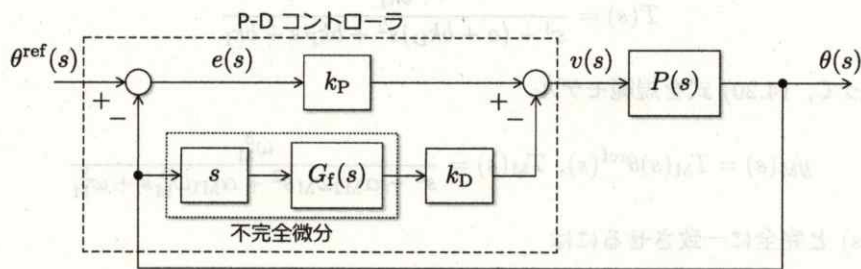 P-D コントローラ
θ^ref(s) e(s) k_P v(s) P(s) θ(s)
+ − + −
s G_f(s) k_D
不完全微分